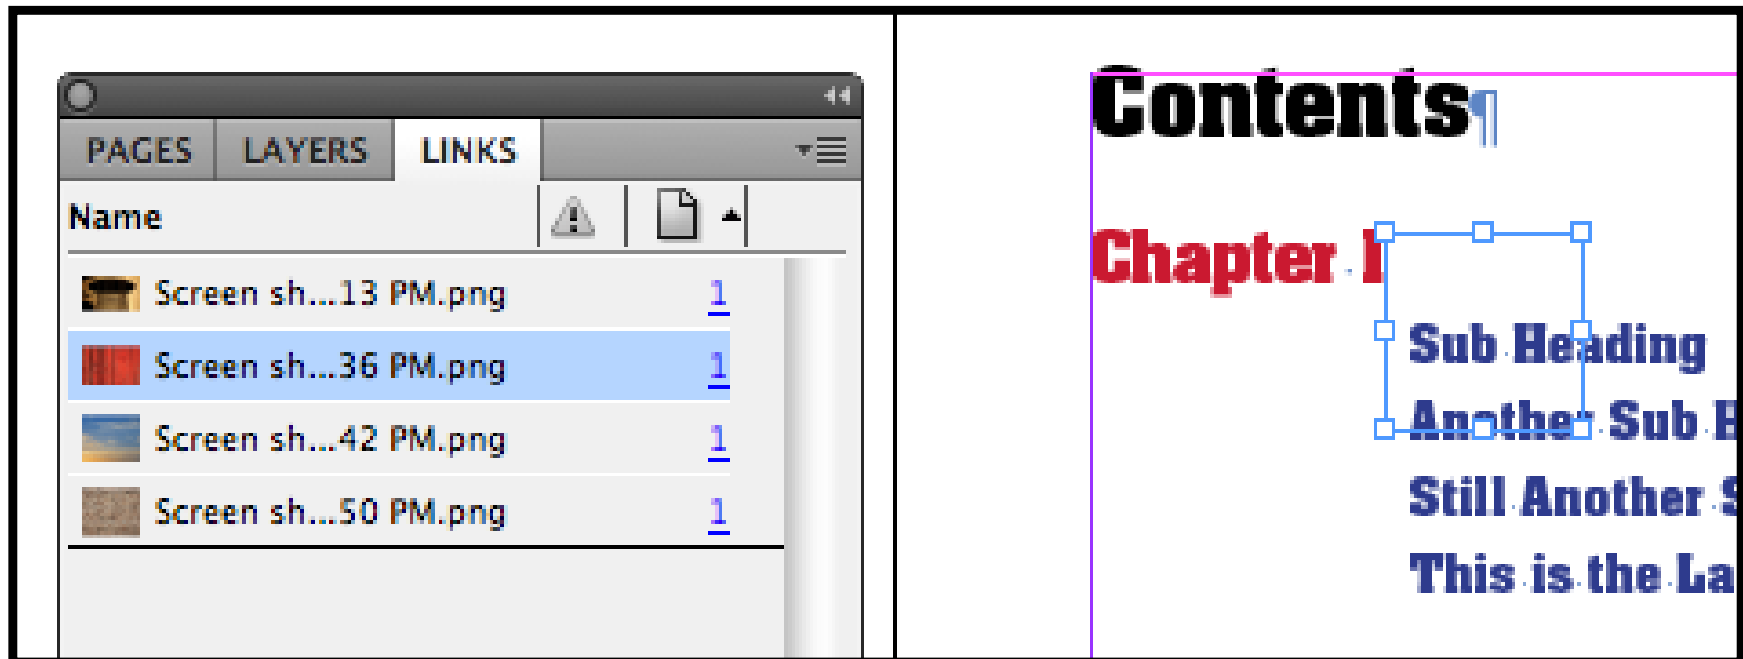 PAGES LAYERS LINKS
Name
Screen sh...13 PM.png 1
Screen sh...36 PM.png 1
Screen sh...42 PM.png 1
Screen sh...50 PM.png 1
Contents¶
Chapter
Sub Heading
Another Sub
Still Another
This is the